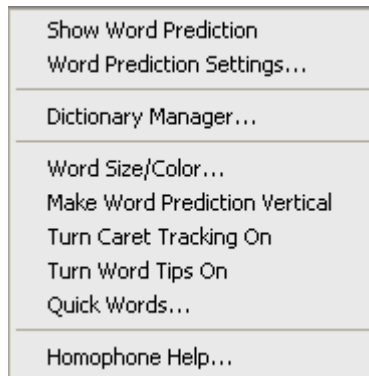 Show Word Prediction
Word Prediction Settings...
Dictionary Manager...
Word Size/Color...
Make Word Prediction Vertical
Turn Caret Tracking On
Turn Word Tips On
Quick Words...
Homophone Help...